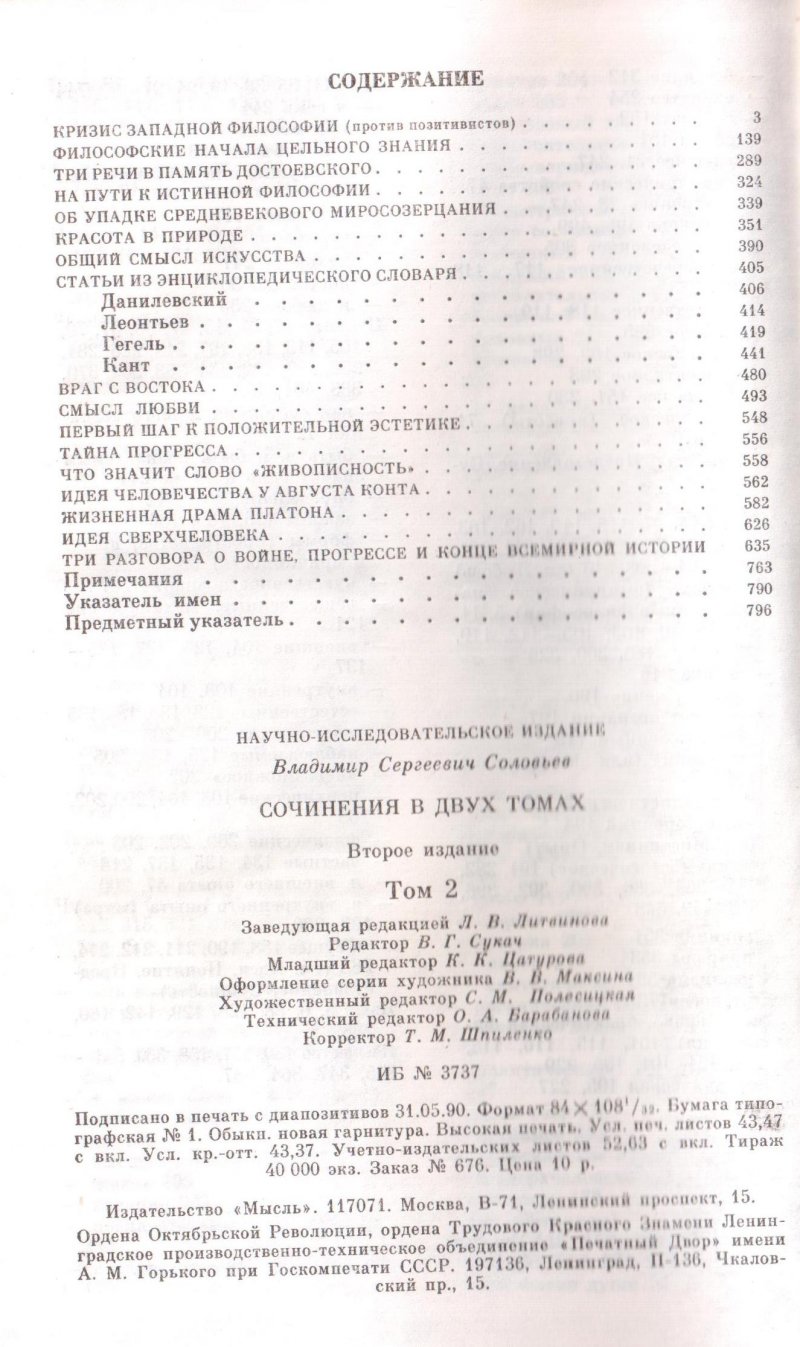 СОДЕРЖАНИЕ
КРИЗИС ЗАПАДНОЙ ФИЛОСОФИИ (против позитивистов) . . . . . . . . 3
ФИЛОСОФСКИЕ НАЧАЛА ЦЕЛЬНОГО ЗНАНИЯ . . . . . . . . . . 139
ТРИ РЕЧИ В ПАМЯТЬ ДОСТОЕВСКОГО . . . . . . . . . . . . . 289
НА ПУТИ К ИСТИННОЙ ФИЛОСОФИИ . . . . . . . . . . . . . 324
ОБ УПАДКЕ СРЕДНЕВЕКОВОГО МИРОСОЗЕРЦАНИЯ . . . . . . . . 339
КРАСОТА В ПРИРОДЕ . . . . . . . . . . . . . . . . . . 351
ОБЩИЙ СМЫСЛ ИСКУССТВА . . . . . . . . . . . . . . . . 390
СТАТЬИ ИЗ ЭНЦИКЛОПЕДИЧЕСКОГО СЛОВАРЯ . . . . . . . . . . 405
Данилевский . . . . . . . . . . . . . . . . . 406
Леонтьев . . . . . . . . . . . . . . . . . . . 414
Гегель . . . . . . . . . . . . . . . . . . . . 419
Кант . . . . . . . . . . . . . . . . . . . . 441
ВРАГ С ВОСТОКА . . . . . . . . . . . . . . . . . . . . 480
СМЫСЛ ЛЮБВИ . . . . . . . . . . . . . . . . . . . . 493
ПЕРВЫЙ ШАГ К ПОЛОЖИТЕЛЬНОЙ ЭСТЕТИКЕ . . . . . . . . . . 548
ТАЙНА ПРОГРЕССА . . . . . . . . . . . . . . . . . . . 556
ЧТО ЗНАЧИТ СЛОВО «ЖИВОПИСНОСТЬ» . . . . . . . . . . . . 558
ИДЕЯ ЧЕЛОВЕЧЕСТВА У АВГУСТА КОНТА . . . . . . . . . . . . 562
ЖИЗНЕННАЯ ДРАМА ПЛАТОНА . . . . . . . . . . . . . . . 582
ИДЕЯ СВЕРХЧЕЛОВЕКА . . . . . . . . . . . . . . . . . . 626
ТРИ РАЗГОВОРА О ВОЙНЕ, ПРОГРЕССЕ И КОНЦЕ ВСЕМИРНОЙ ИСТОРИИ 635
Примечания . . . . . . . . . . . . . . . . . . . . . 763
Указатель имен . . . . . . . . . . . . . . . . . . . . 790
Предметный указатель . . . . . . . . . . . . . . . . . 796
НАУЧНО-ИССЛЕДОВАТЕЛЬСКОЕ ИЗДАНИЕ
Владимир Сергеевич Соловьев
СОЧИНЕНИЯ В ДВУХ ТОМАХ
Второе издание
Том 2
Заведующая редакцией Л. В. Литвинова
Редактор В. Г. Сукач
Младший редактор К. К. Цатурова
Оформление серии художника В. В. Максина
Художественный редактор С. М. Полесицкая
Технический редактор О. А. Барабанова
Корректор Т. М. Шпиленко
ИБ № 3737
Подписано в печать с диапозитивов 31.05.90. Формат 84 × 108¹/₃₂. Бумага типо-
графская № 1. Обыкн. новая гарнитура. Высокая печать. Усл. печ. листов 43,47
с вкл. Усл. кр.-отт. 43,37. Учетно-издательских листов 52,63 с вкл. Тираж
40 000 экз. Заказ № 676. Цена 10 р.
Издательство «Мысль». 117071. Москва, В-71, Ленинский проспект, 15.
Ордена Октябрьской Революции, ордена Трудового Красного Знамени Ленин-
градское производственно-техническое объединение «Печатный Двор» имени
А. М. Горького при Госкомпечати СССР. 197136, Ленинград, П-136, Чкалов-
ский пр., 15.